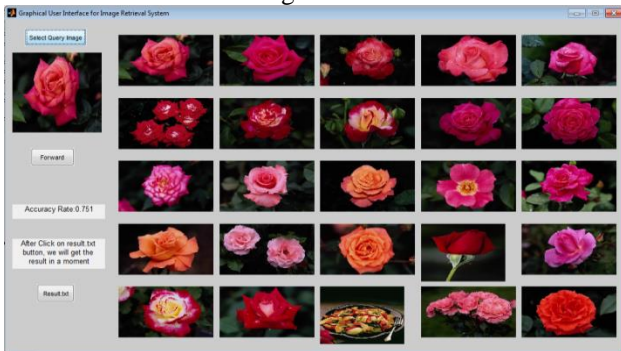 Graphical User Interface for Image Retrieval System
Select Query Image
Forward
Accuracy Rate:0.751
After Click on result.txt
button, we will get the
result in a moment
Result.txt